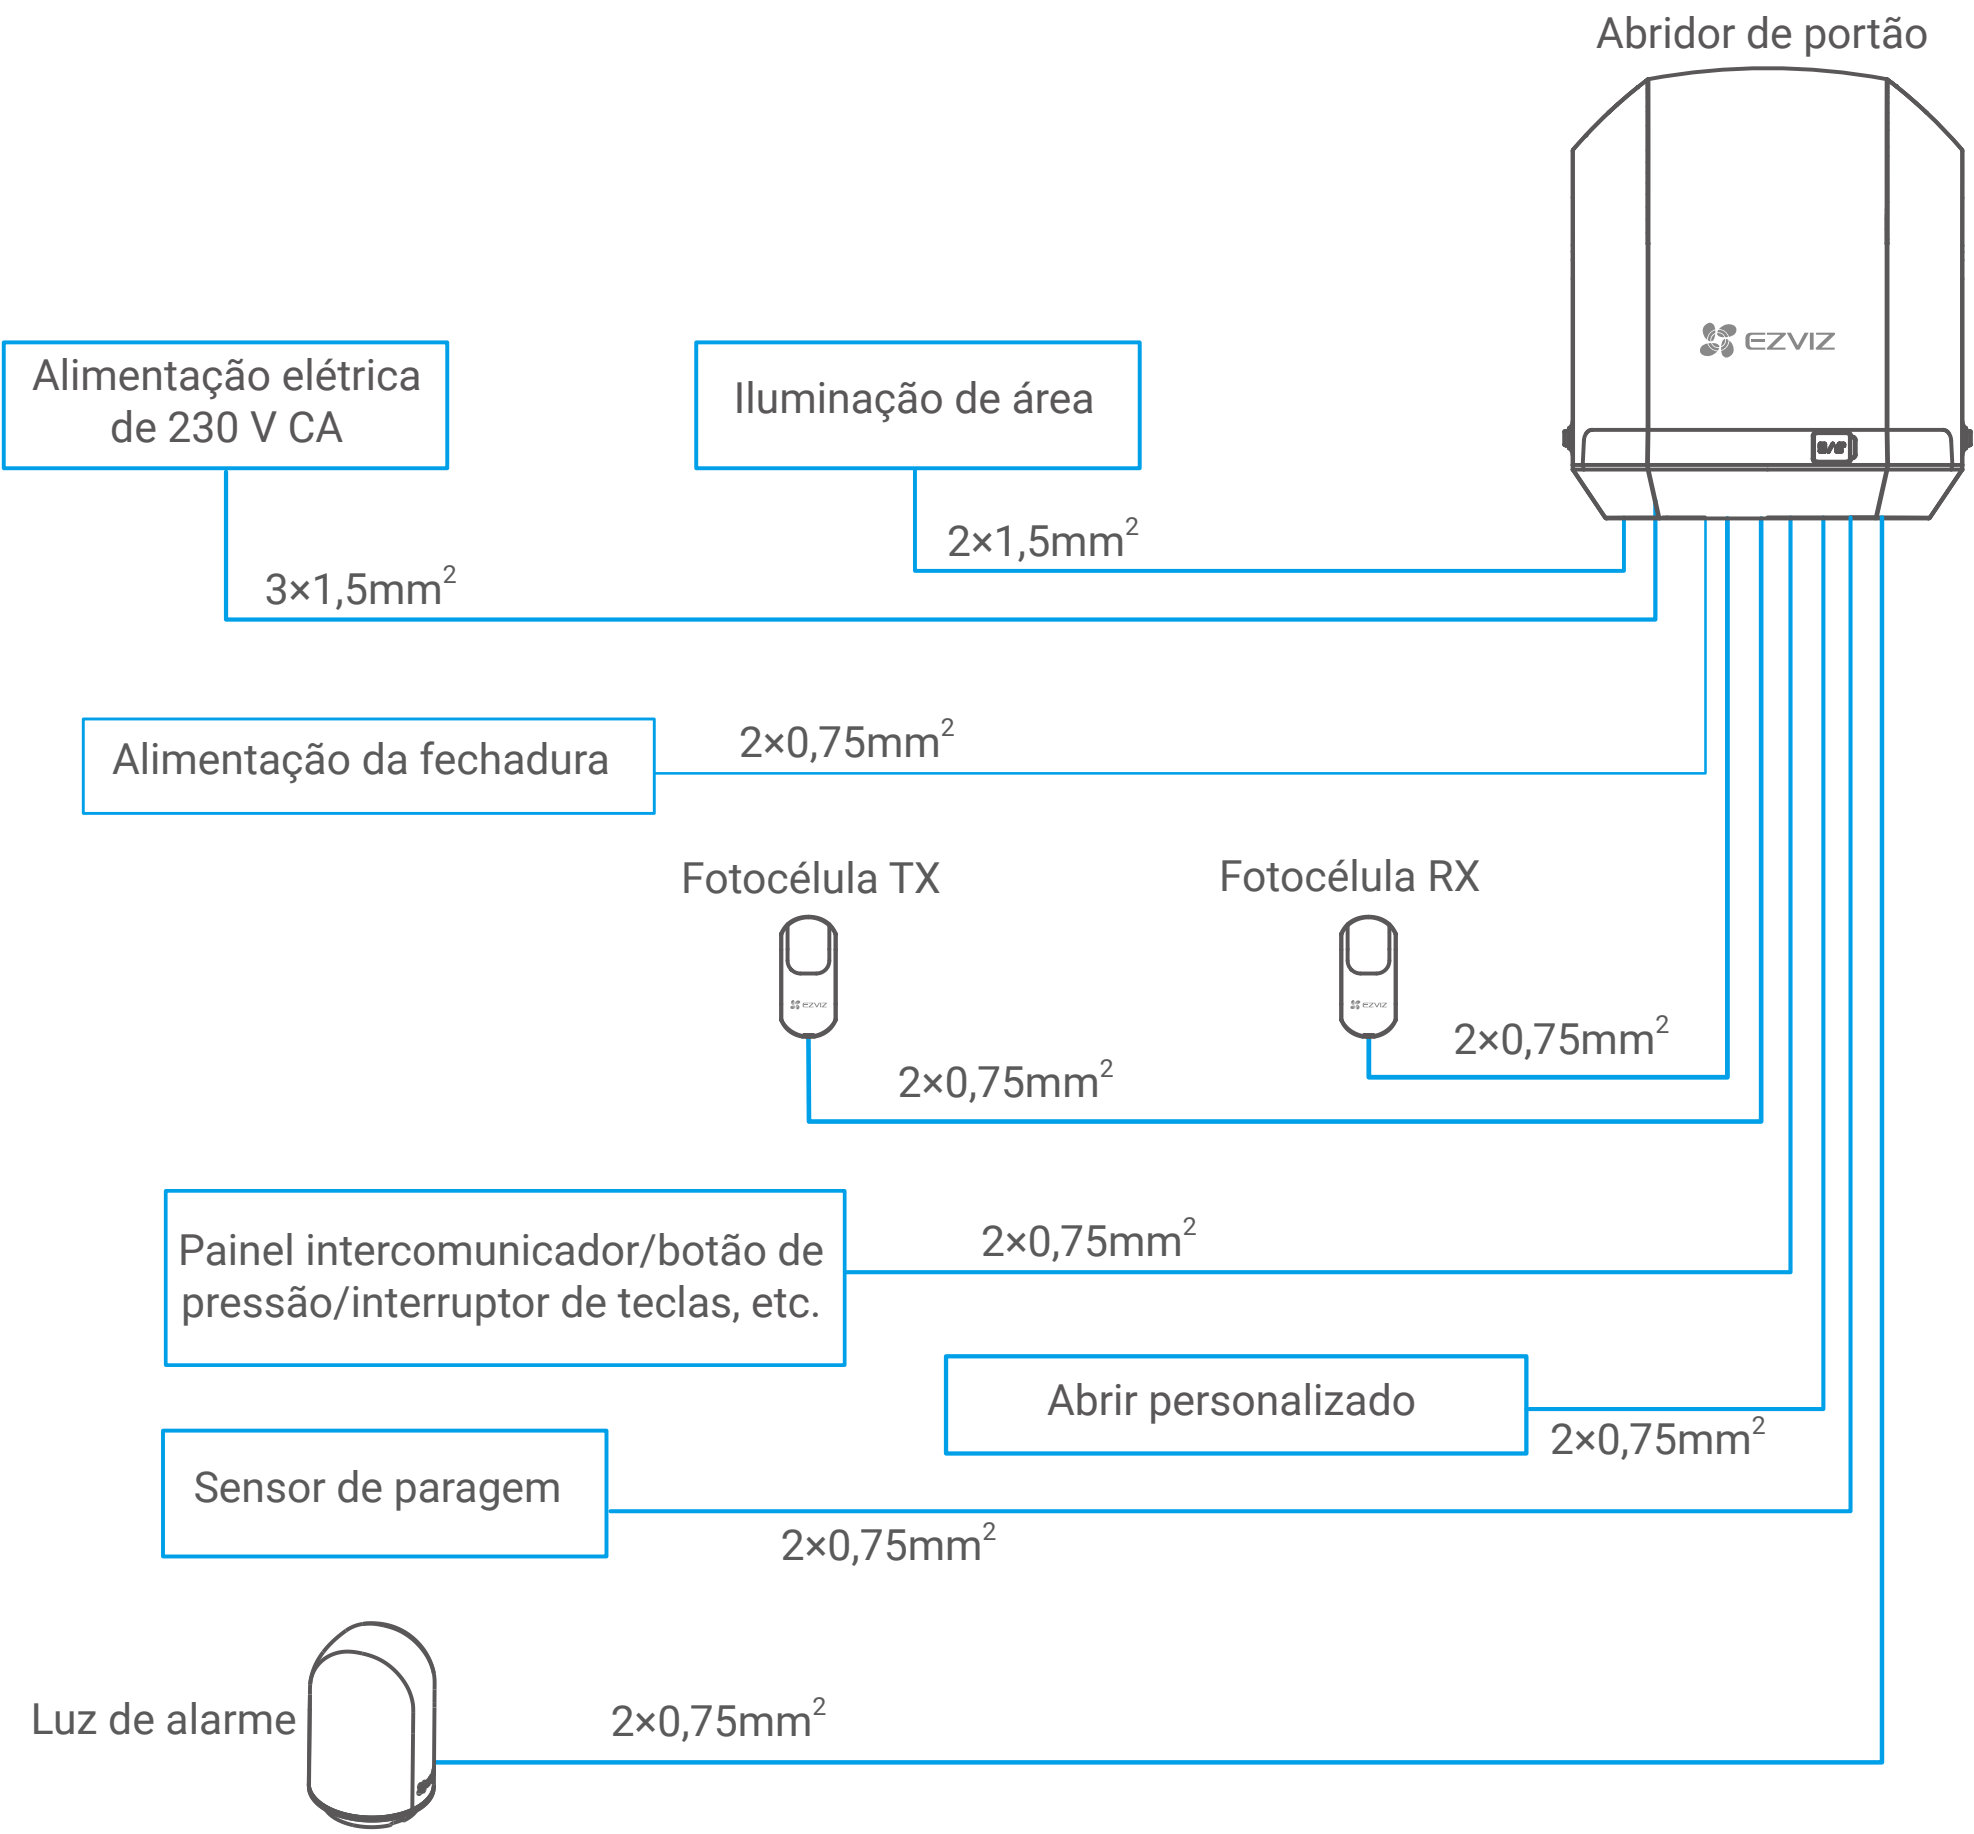 Abridor de portão
EZVIZ
Alimentação elétrica
de 230 V CA
Iluminação de área
2×1,5mm²
3×1,5mm²
Alimentação da fechadura
2×0,75mm²
Fotocélula TX
Fotocélula RX
EZVIZ
EZVIZ
2×0,75mm²
2×0,75mm²
Painel intercomunicador/botão de
pressão/interruptor de teclas, etc.
2×0,75mm²
Abrir personalizado
2×0,75mm²
Sensor de paragem
2×0,75mm²
Luz de alarme
2×0,75mm²